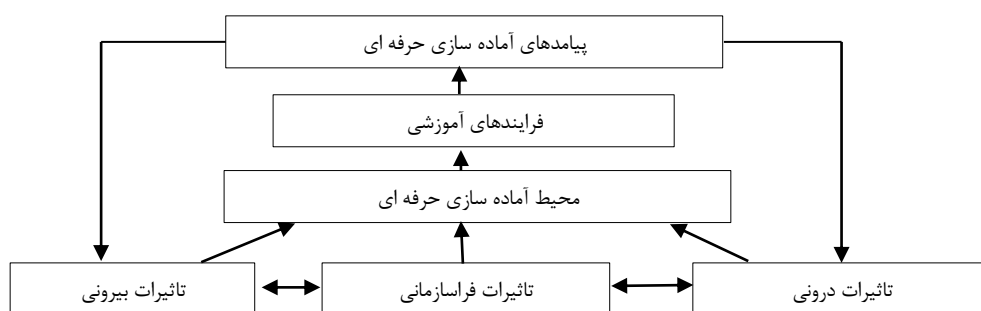 پیامدهای آماده سازی حرفه ای
فرایندهای آموزشی
محیط آماده سازی حرفه ای
تاثیرات درونی
تاثیرات فراسازمانی
تاثیرات بیرونی